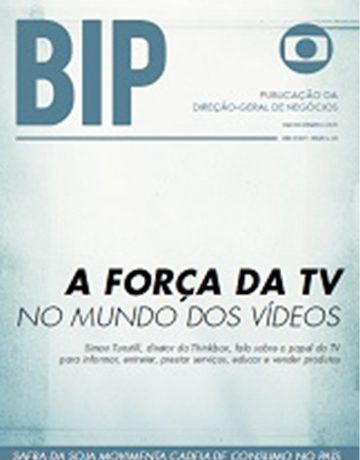 BIP
PUBLICAÇÃO DA
DIREÇÃO-GERAL DE NEGÓCIOS
A FORÇA DA TV
NO MUNDO DOS VÍDEOS
diretor da Thinkbox, fala sobre o papel da TV
para informar, entreter, prestar serviços, educar e vender produtos
SAFRA DA SOJA MOVIMENTA CADEIA DE CONSUMO NO PAÍS